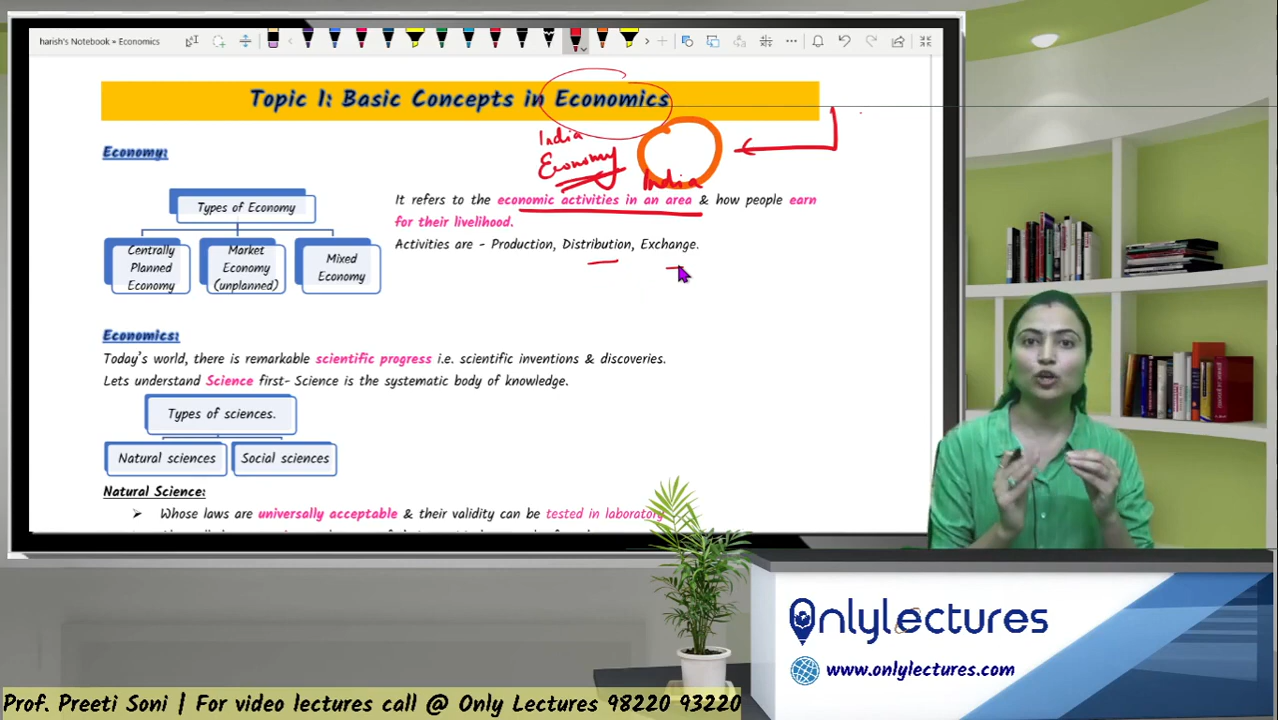 harish's Notebook » Economics
Topic 1: Basic Concepts in Economics
India
Economy
India
Economy:
Types of Economy
Centrally Planned Economy
Market Economy (unplanned)
Mixed Economy
It refers to the economic activities in an area & how people earn
for their livelihood.
Activities are - Production, Distribution, Exchange.
Economics:
Today's world, there is remarkable scientific progress i.e. scientific inventions & discoveries.
Lets understand Science first- Science is the systematic body of knowledge.
Types of sciences.
Natural sciences
Social sciences
Natural Science:
➤ Whose laws are universally acceptable & their validity can be tested in laboratory
Onlylectures
www.onlylectures.com
Prof. Preeti Soni | For video lectures call @ Only Lectures 98220 93220